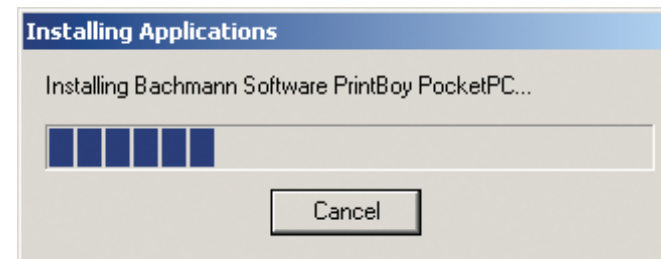 Installing Applications
Installing Bachmann Software PrintBoy PocketPC...
Cancel